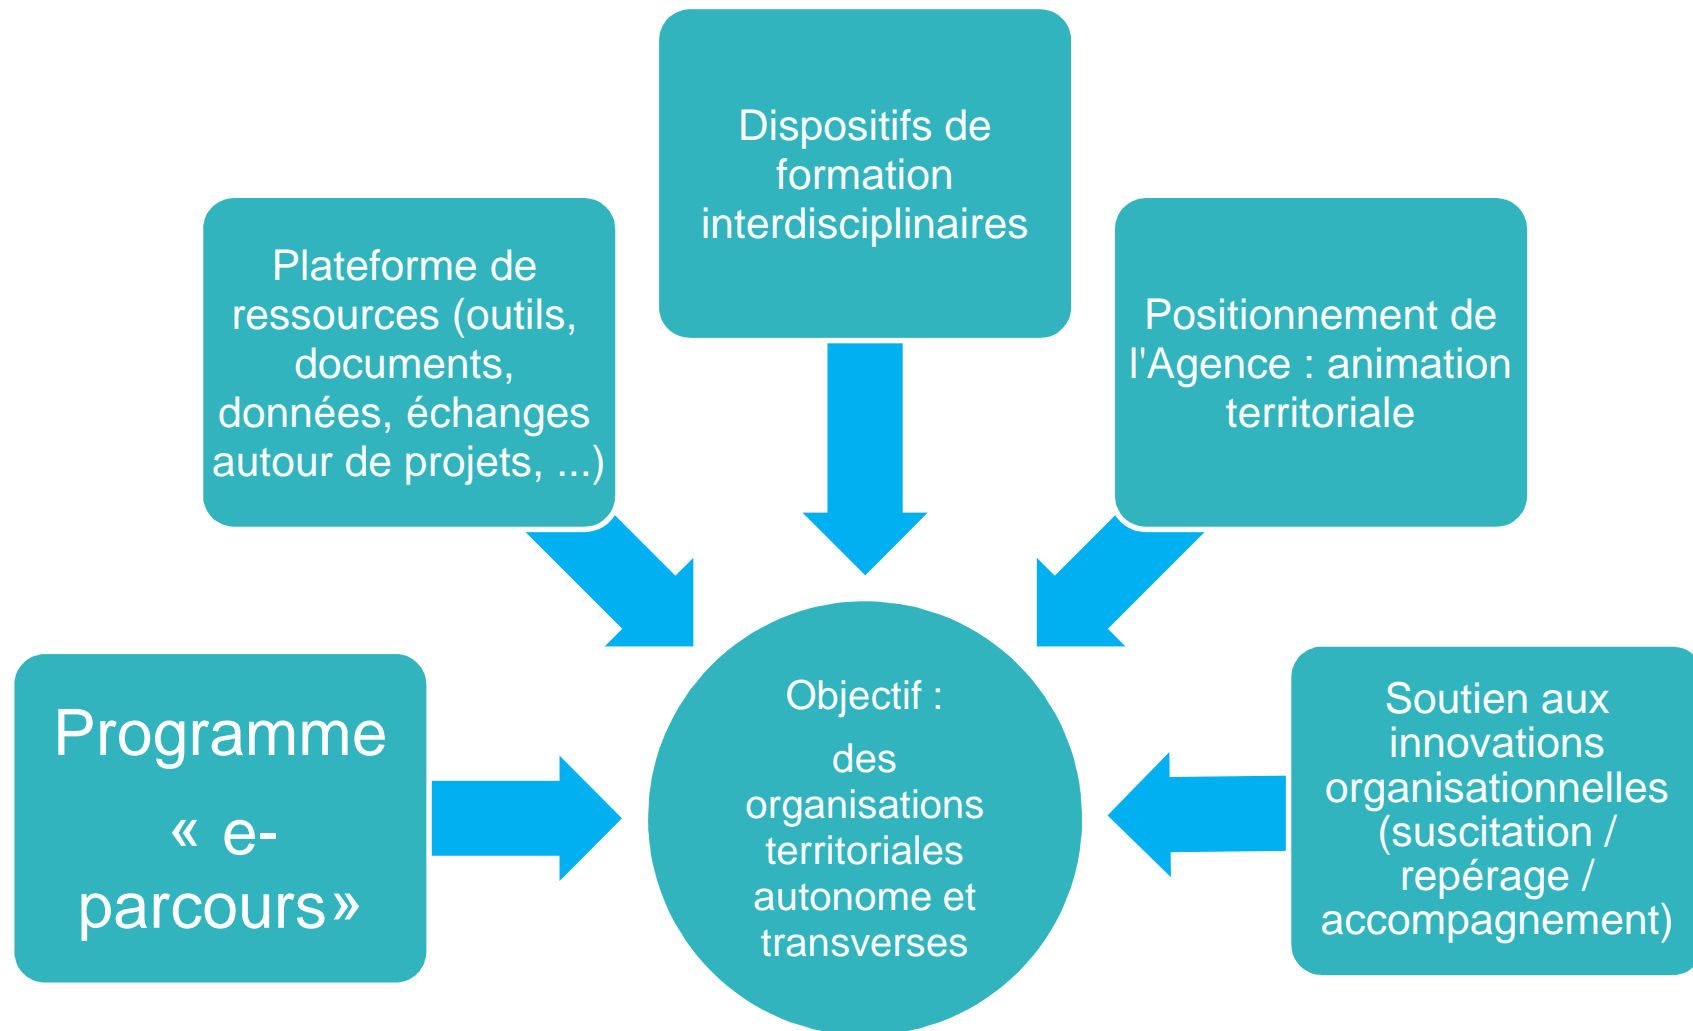 Dispositifs de
formation
interdisciplinaires
Plateforme de
ressources (outils,
documents,
données, échanges
autour de projets, ...)
Positionnement de
l'Agence : animation
territoriale
Programme
« e-
parcours»
Objectif :
des
organisations
territoriales
autonome et
transverses
Soutien aux
innovations
organisationnelles
(suscitation /
repérage /
accompagnement)